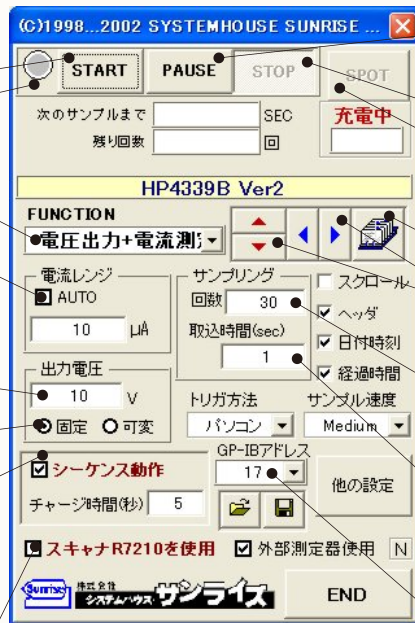 (C)1998...2002 SYSTEMHOUSE SUNRISE ...
START PAUSE STOP SPOT
次のサンプルまで SEC 充電中
残り回数 回
HP4339B Ver2
FUNCTION
電圧出力+電流測定
電流レンジ サンプリング スクロール
AUTO 回数 30 ヘッダ
10 μA 取込時間(sec) 日付時刻
1 経過時間
出力電圧
10 V トリガ方法 サンプル速度
固定 可変 パソコン Medium
GP-IBアドレス
シーケンス動作 17 他の設定
チャージ時間(秒) 5
スキャナR7210を使用 外部測定器使用 N
Sunrise 株式会社 システムハウス・サンライズ END